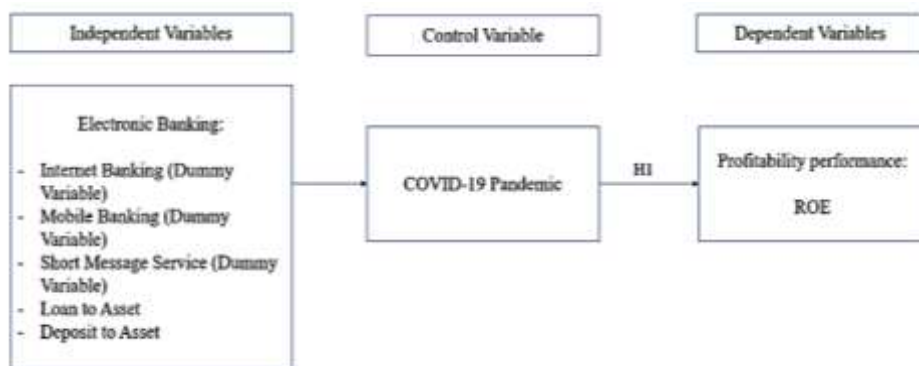 Independent Variables
Control Variable
Dependent Variables
Electronic Banking:
- Internet Banking (Dummy
Variable)
- Mobile Banking (Dummy
Variable)
- Short Message Service (Dummy
Variable)
- Loan to Asset
- Deposit to Asset
COVID-19 Pandemic
H1
Profitability performance:
ROE